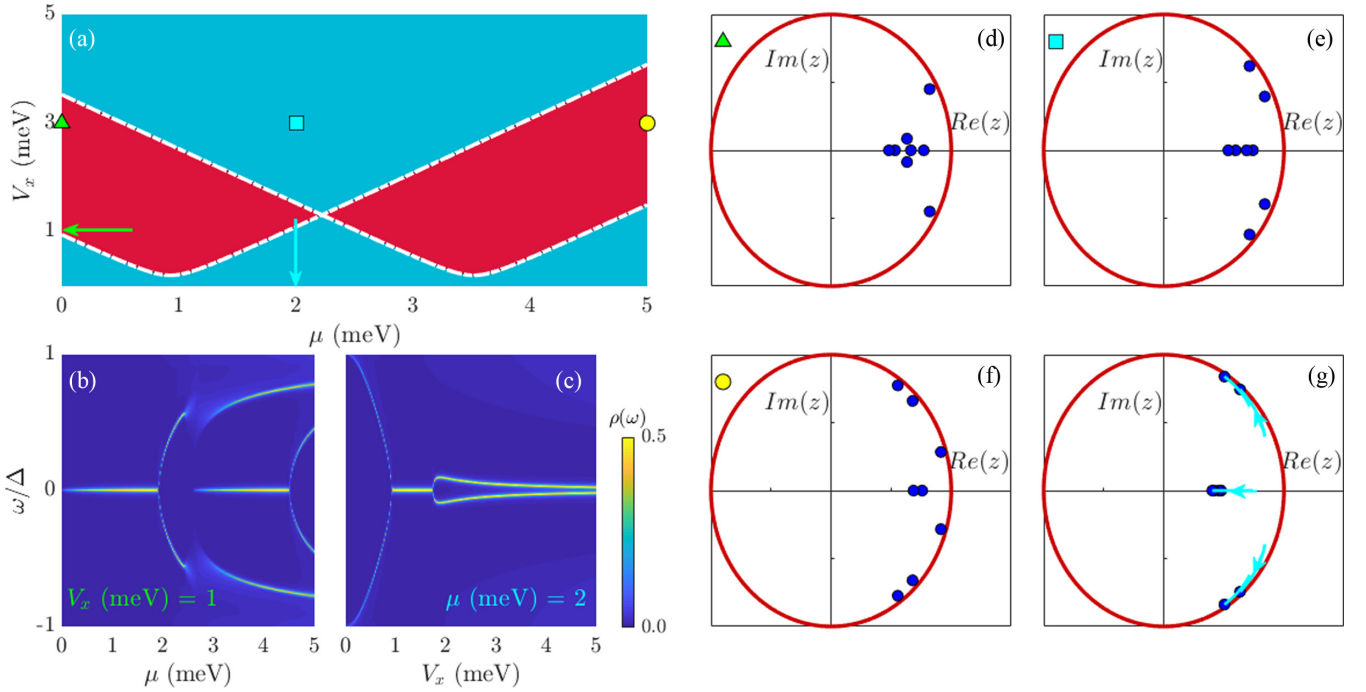 (a)
5
3
1
V_x (meV)
0 1 2 3 4 5
μ (meV)
(b)
1
0
-1
ω/Δ
V_x (meV) = 1
0 1 2 3 4 5
μ (meV)
(c)
μ (meV) = 2
0 1 2 3 4 5
V_x (meV)
ρ(ω)
0.5
0.0
(d)
Im(z)
Re(z)
(e)
Im(z)
Re(z)
(f)
Im(z)
Re(z)
(g)
Im(z)
Re(z)